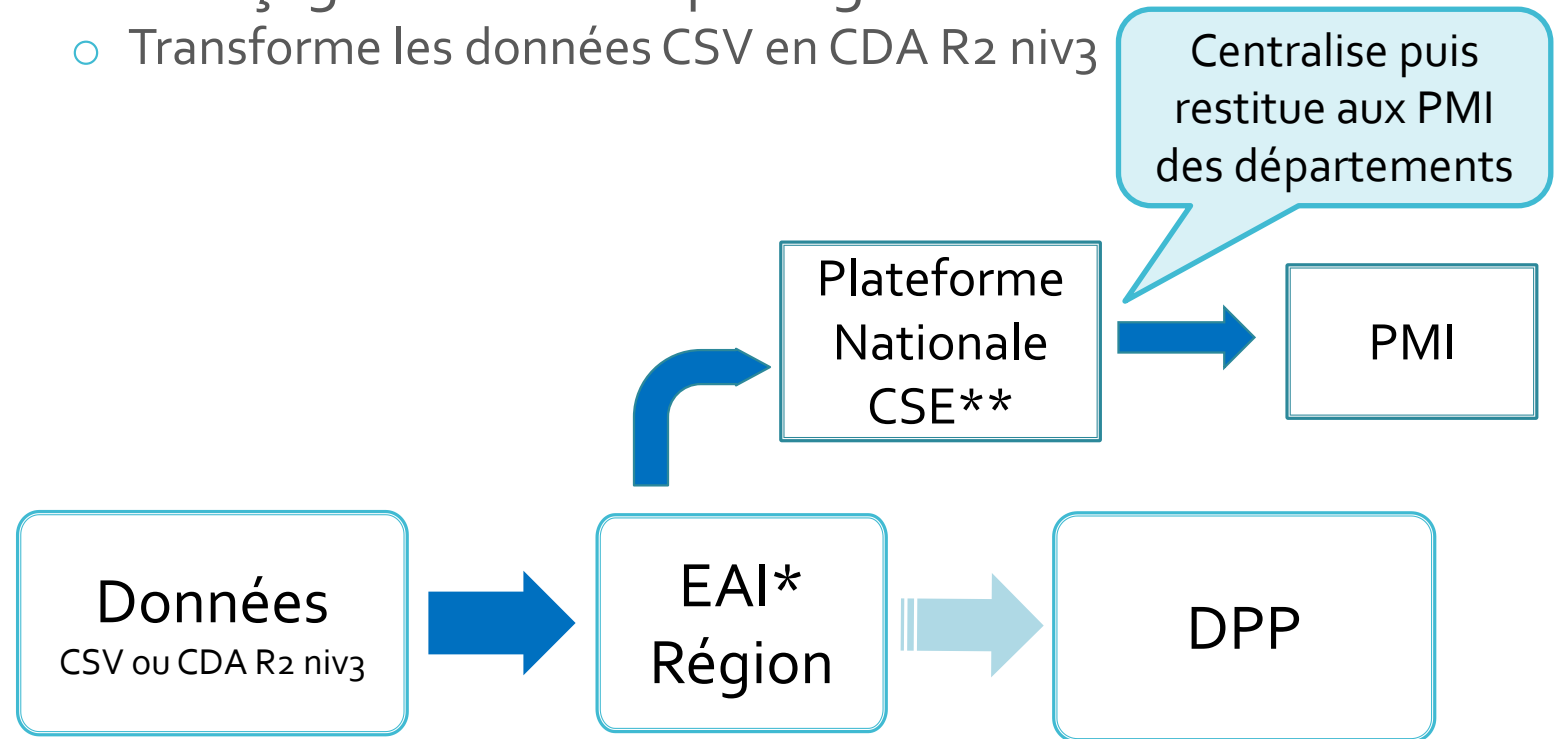 Transforme les données CSV en CDA R2 niv3
Centralise puis
restitue aux PMI
des départements
Plateforme
Nationale
CSE**
PMI
Données
CSV ou CDA R2 niv3
EAI*
Région
DPP